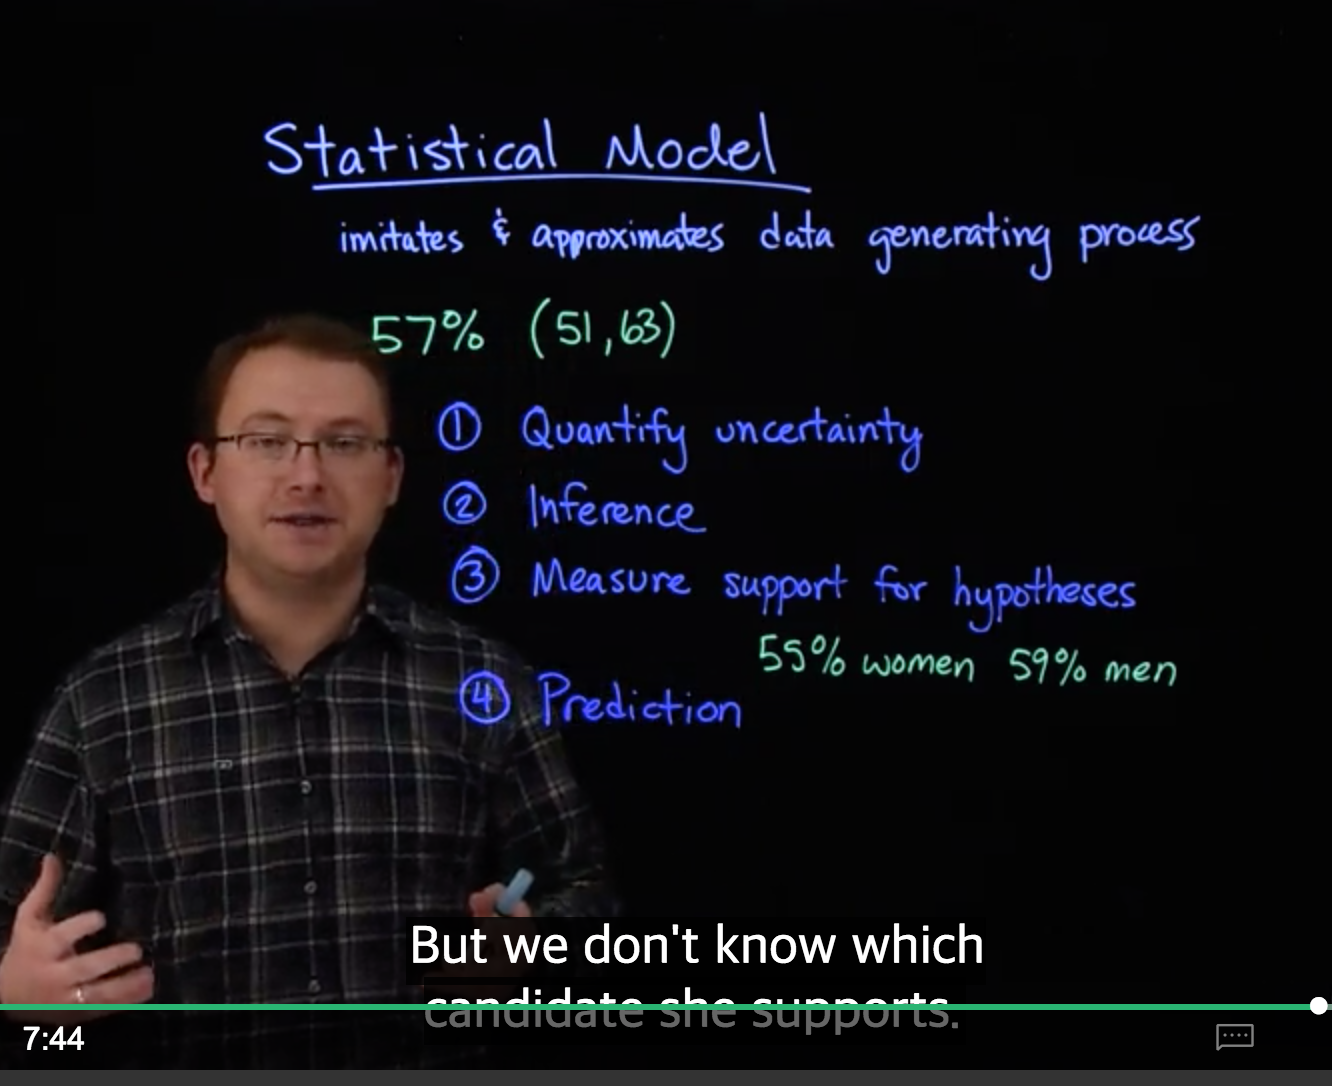 Statistical Model
imitates & approximates data generating process
57% (51, 63)
① Quantify uncertainty
② Inference
③ Measure support for hypotheses
55% women 59% men
④ Prediction
But we don't know which
candidate she supports.
7:44